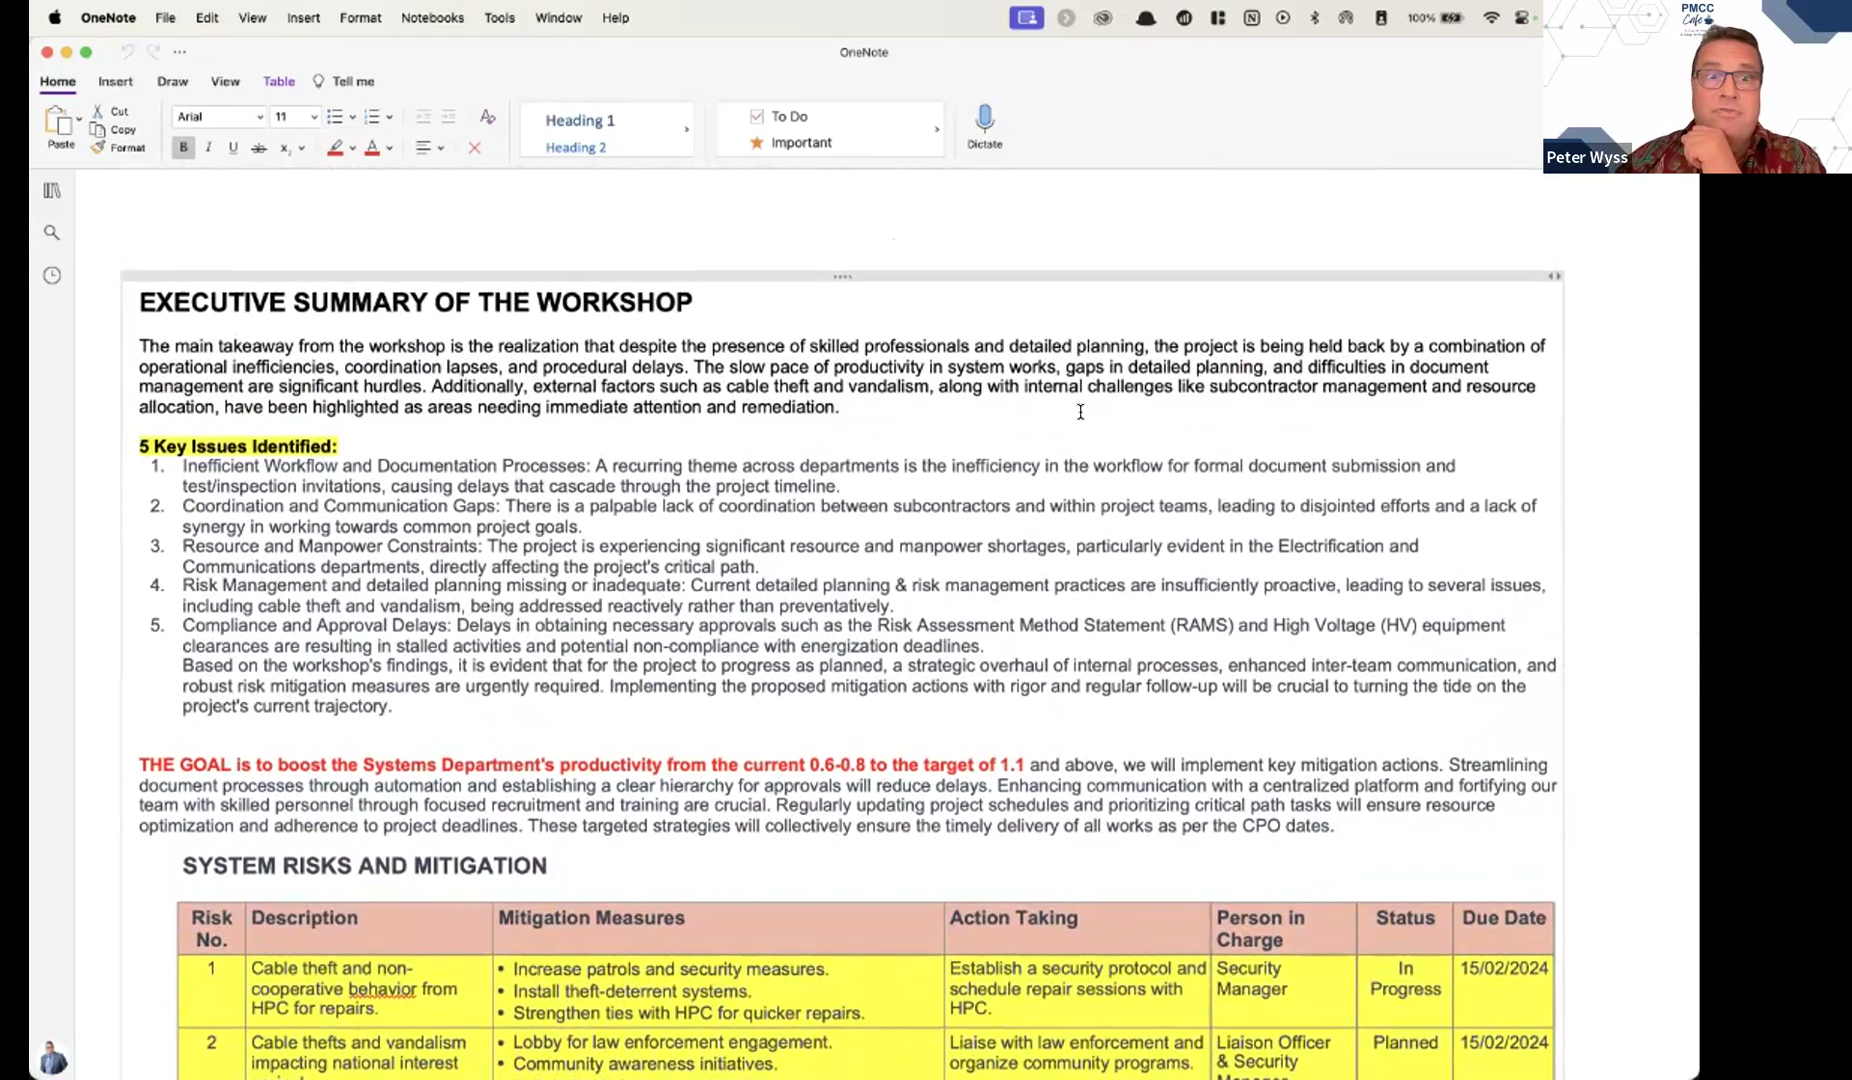 OneNote File Edit View Insert Format Notebooks Tools Window Help
100%
PMCC
Cafe
OneNote
Home Insert Draw View Table Tell me
Paste
Cut
Copy
Format
Arial 11
B I U ab x
Heading 1
Heading 2
To Do
Important
Dictate
Peter Wyss
EXECUTIVE SUMMARY OF THE WORKSHOP
The main takeaway from the workshop is the realization that despite the presence of skilled professionals and detailed planning, the project is being held back by a combination of
operational inefficiencies, coordination lapses, and procedural delays. The slow pace of productivity in system works, gaps in detailed planning, and difficulties in document
management are significant hurdles. Additionally, external factors such as cable theft and vandalism, along with internal challenges like subcontractor management and resource
allocation, have been highlighted as areas needing immediate attention and remediation.
5 Key Issues Identified:
1. Inefficient Workflow and Documentation Processes: A recurring theme across departments is the inefficiency in the workflow for formal document submission and
test/inspection invitations, causing delays that cascade through the project timeline.
2. Coordination and Communication Gaps: There is a palpable lack of coordination between subcontractors and within project teams, leading to disjointed efforts and a lack of
synergy in working towards common project goals.
3. Resource and Manpower Constraints: The project is experiencing significant resource and manpower shortages, particularly evident in the Electrification and
Communications departments, directly affecting the project's critical path.
4. Risk Management and detailed planning missing or inadequate: Current detailed planning & risk management practices are insufficiently proactive, leading to several issues,
including cable theft and vandalism, being addressed reactively rather than preventatively.
5. Compliance and Approval Delays: Delays in obtaining necessary approvals such as the Risk Assessment Method Statement (RAMS) and High Voltage (HV) equipment
clearances are resulting in stalled activities and potential non-compliance with energization deadlines.
Based on the workshop's findings, it is evident that for the project to progress as planned, a strategic overhaul of internal processes, enhanced inter-team communication, and
robust risk mitigation measures are urgently required. Implementing the proposed mitigation actions with rigor and regular follow-up will be crucial to turning the tide on the
project's current trajectory.
THE GOAL is to boost the Systems Department's productivity from the current 0.6-0.8 to the target of 1.1 and above, we will implement key mitigation actions. Streamlining
document processes through automation and establishing a clear hierarchy for approvals will reduce delays. Enhancing communication with a centralized platform and fortifying our
team with skilled personnel through focused recruitment and training are crucial. Regularly updating project schedules and prioritizing critical path tasks will ensure resource
optimization and adherence to project deadlines. These targeted strategies will collectively ensure the timely delivery of all works as per the CPO dates.
SYSTEM RISKS AND MITIGATION
Risk Description Mitigation Measures Action Taking Person in Status Due Date
No. Charge
1 Cable theft and non- • Increase patrols and security measures. Establish a security protocol and Security In 15/02/2024
cooperative behavior from • Install theft-deterrent systems. schedule repair sessions with Manager Progress
HPC for repairs. • Strengthen ties with HPC for quicker repairs. HPC.
2 Cable thefts and vandalism • Lobby for law enforcement engagement. Liaise with law enforcement and Liaison Officer Planned 15/02/2024
impacting national interest • Community awareness initiatives. organize community programs. & Security